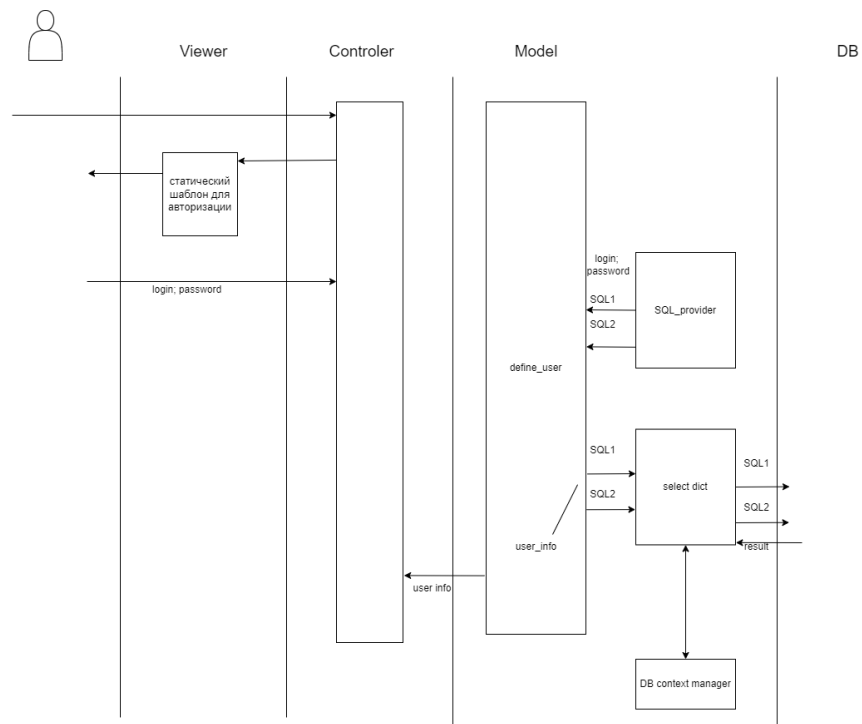 Viewer
Controler
Model
DB
статический
шаблон для
авторизации
login; password
login;
password
SQL1
SQL2
SQL_provider
define_user
SQL1
SQL2
select dict
SQL1
SQL2
result
user_info
user info
DB context manager